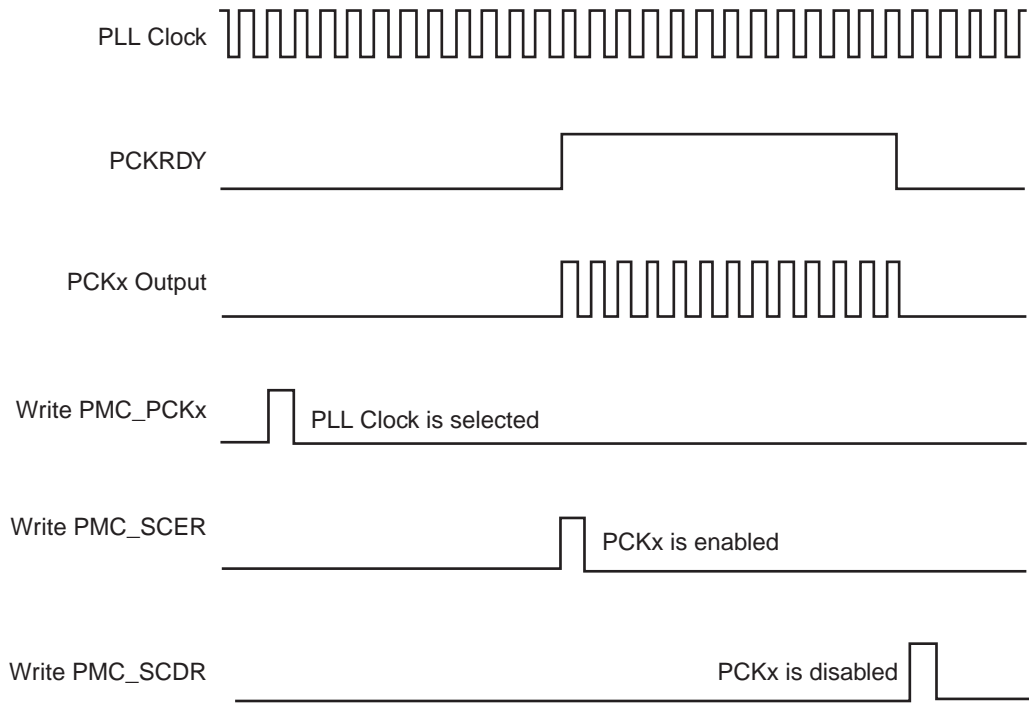 PLL Clock
PCKRDY
PCKx Output
Write PMC_PCKx
PLL Clock is selected
Write PMC_SCER
PCKx is enabled
Write PMC_SCDR
PCKx is disabled